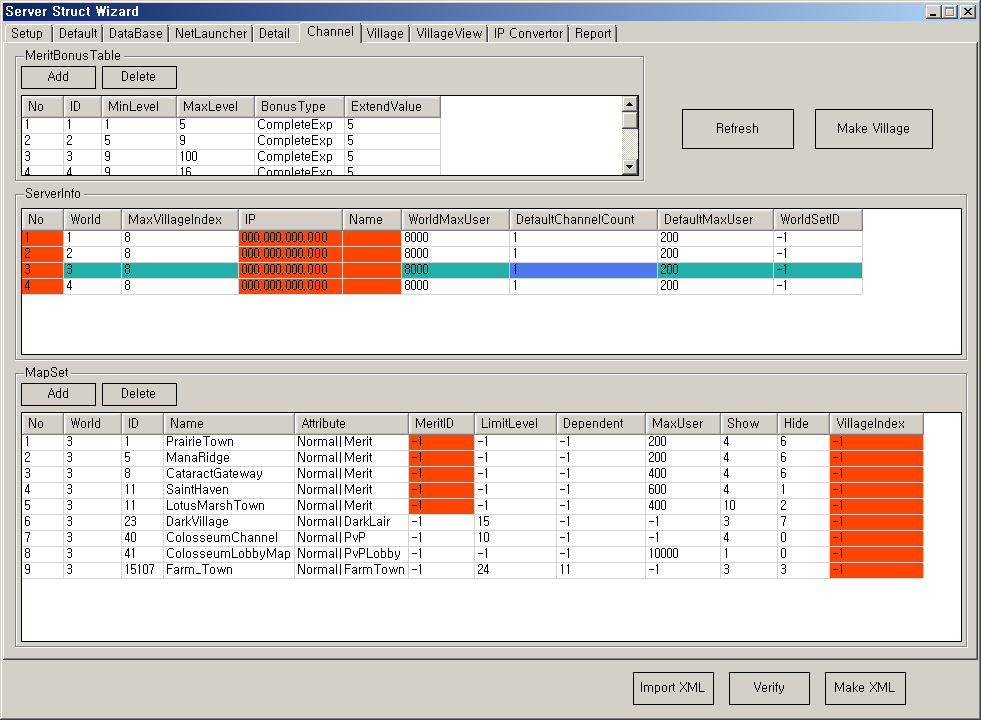 Server Struct Wizard
Setup Default DataBase NetLauncher Detail Channel Village VillageView IP Convertor Report
MeritBonusTable
Add Delete
No ID MinLevel MaxLevel BonusType ExtendValue
1 1 1 5 CompleteExp 5
2 2 5 9 CompleteExp 5
3 3 9 100 CompleteExp 5
4 4 9 16 CompleteExp 5
Refresh Make Village
ServerInfo
No World MaxVillageIndex IP Name WorldMaxUser DefaultChannelCount DefaultMaxUser WorldSetID
1 1 8 000,000,000,000 8000 1 200 -1
2 2 8 000,000,000,000 8000 1 200 -1
3 3 8 000,000,000,000 8000 1 200 -1
4 4 8 000,000,000,000 8000 1 200 -1
MapSet
Add Delete
No World ID Name Attribute MeritID LimitLevel Dependent MaxUser Show Hide VillageIndex
1 3 1 PrairieTown Normal|Merit -1 -1 -1 200 4 6 -1
2 3 5 ManaRidge Normal|Merit -1 -1 -1 200 4 6 -1
3 3 8 CataractGateway Normal|Merit -1 -1 -1 400 4 6 -1
4 3 11 SaintHaven Normal|Merit -1 -1 -1 600 4 1 -1
5 3 11 LotusMarshTown Normal|Merit -1 -1 -1 400 10 2 -1
6 3 23 DarkVillage Normal|DarkLair -1 15 -1 -1 3 7 -1
7 3 40 ColosseumChannel Normal|PvP -1 10 -1 -1 4 0 -1
8 3 41 ColosseumLobbyMap Normal|PvPLobby -1 -1 -1 10000 1 0 -1
9 3 15107 Farm_Town Normal|FarmTown -1 24 11 -1 3 3 -1
Import XML Verify Make XML